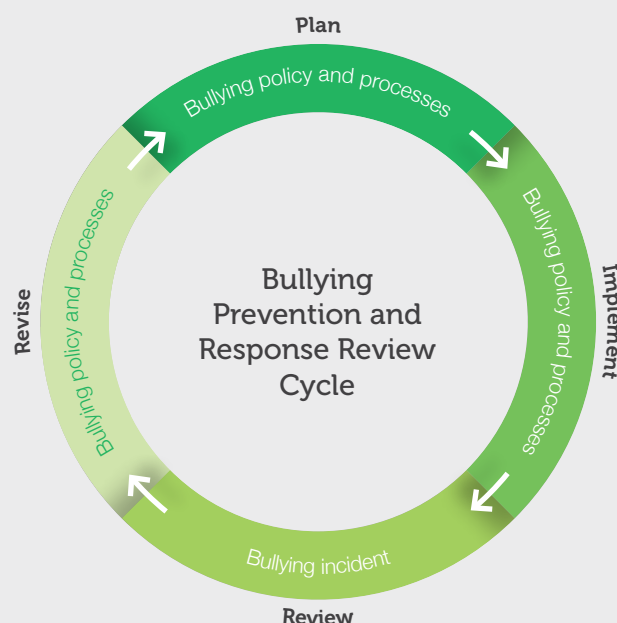 Plan
Bullying policy and processes
Implement
Bullying policy and processes
Review
Bullying incident
Revise
Bullying policy and processes
Bullying
Prevention and
Response Review
Cycle